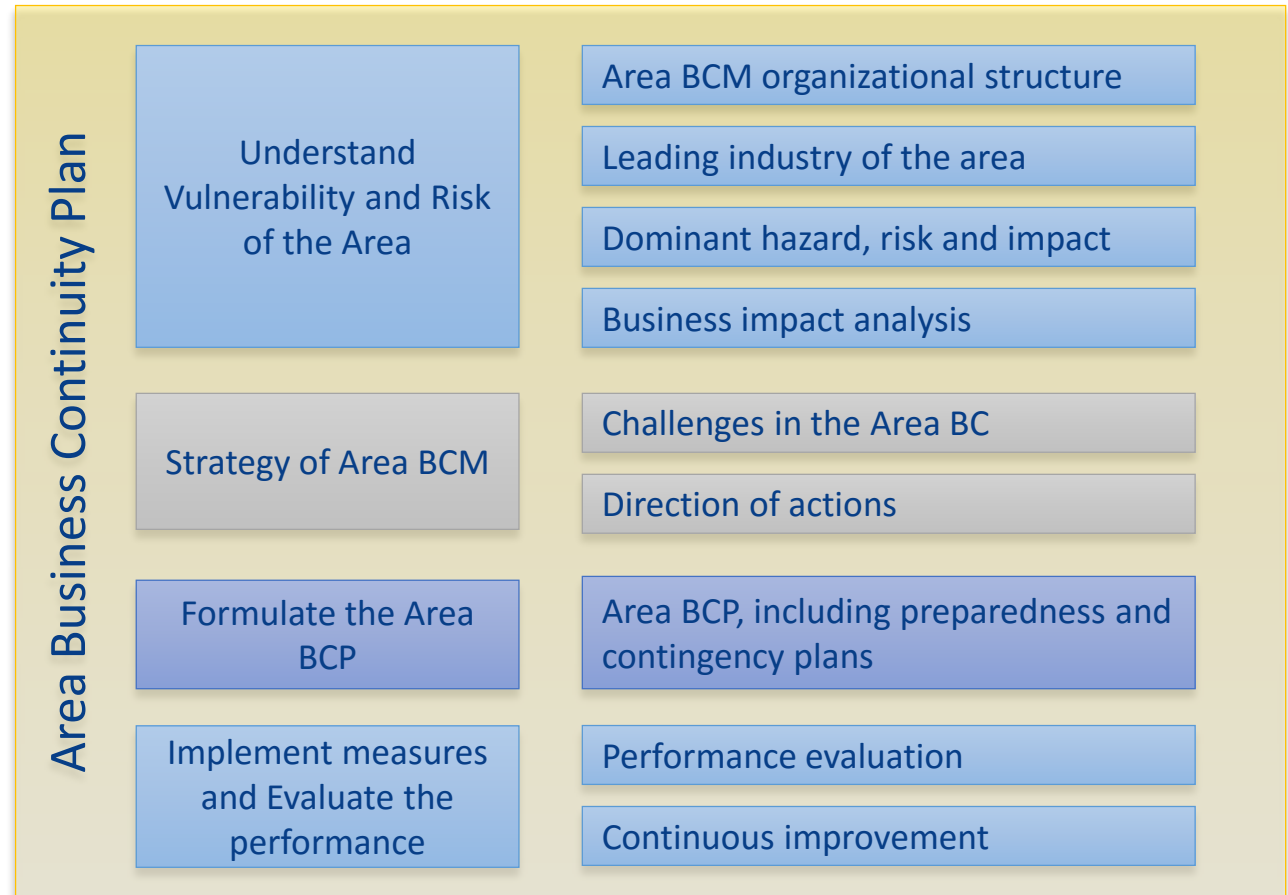 Area Business Continuity Plan
Understand
Vulnerability and Risk
of the Area
Area BCM organizational structure
Leading industry of the area
Dominant hazard, risk and impact
Business impact analysis
Strategy of Area BCM
Challenges in the Area BC
Direction of actions
Formulate the Area
BCP
Area BCP, including preparedness and
contingency plans
Implement measures
and Evaluate the
performance
Performance evaluation
Continuous improvement